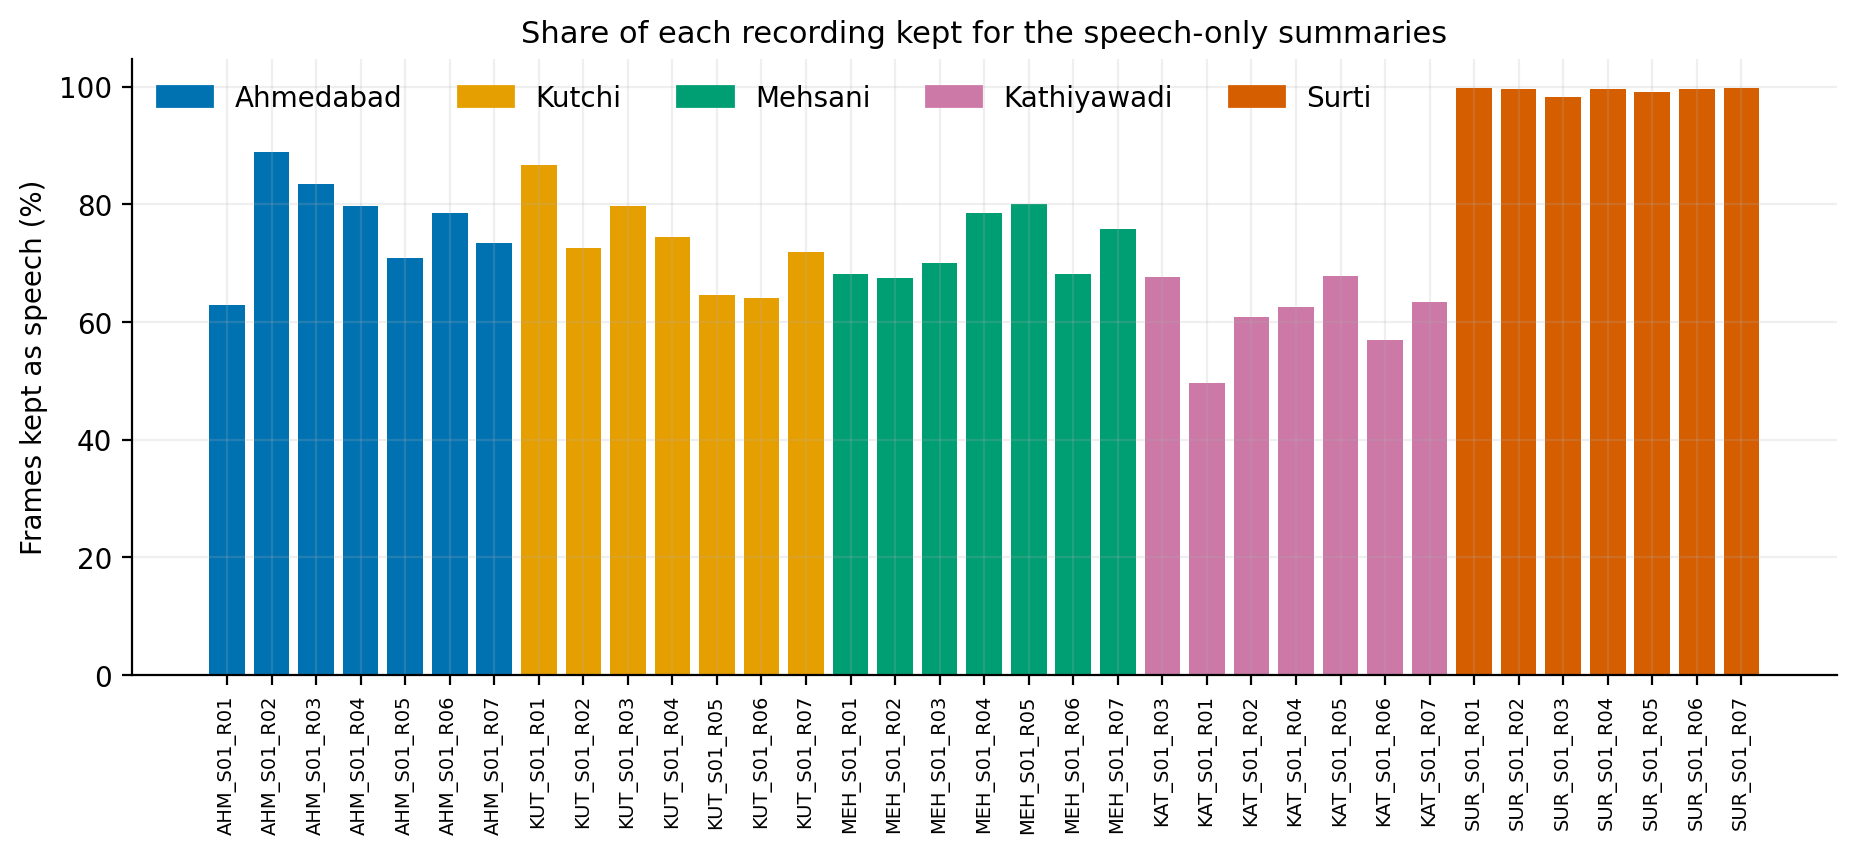 Share of each recording kept for the speech-only summaries
Ahmedabad Kutchi Mehsani Kathiyawadi Surti
Frames kept as speech (%)
100
80
60
40
20
0
AHM_S01_R01
AHM_S01_R02
AHM_S01_R03
AHM_S01_R04
AHM_S01_R05
AHM_S01_R06
AHM_S01_R07
KUT_S01_R01
KUT_S01_R02
KUT_S01_R03
KUT_S01_R04
KUT_S01_R05
KUT_S01_R06
KUT_S01_R07
MEH_S01_R01
MEH_S01_R02
MEH_S01_R03
MEH_S01_R04
MEH_S01_R05
MEH_S01_R06
MEH_S01_R07
KAT_S01_R03
KAT_S01_R01
KAT_S01_R02
KAT_S01_R04
KAT_S01_R05
KAT_S01_R06
KAT_S01_R07
SUR_S01_R01
SUR_S01_R02
SUR_S01_R03
SUR_S01_R04
SUR_S01_R05
SUR_S01_R06
SUR_S01_R07